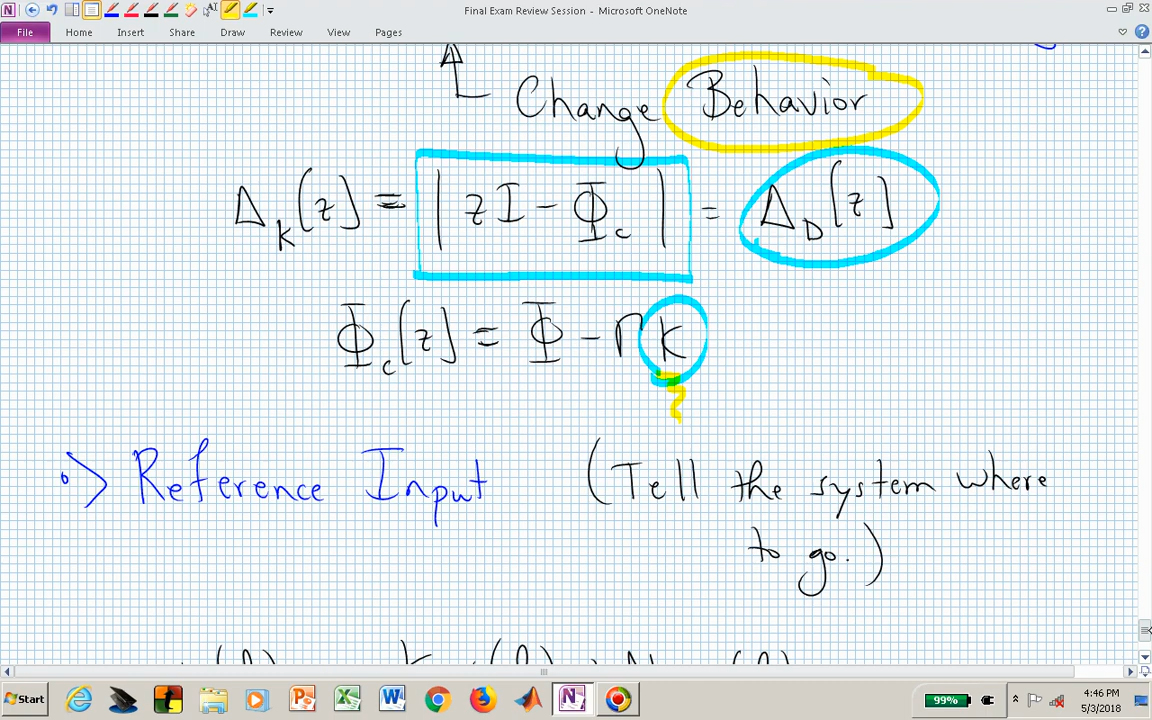 Final Exam Review Session - Microsoft OneNote
File Home Insert Share Draw Review View Pages
Change Behavior
Δ_K(z) = | zI - Φ_c | = Δ_D(z)
Φ_c(z) = Φ - Γ K
?
Reference Input (Tell the system where
to go.)
Start
99%
4:46 PM
5/3/2018